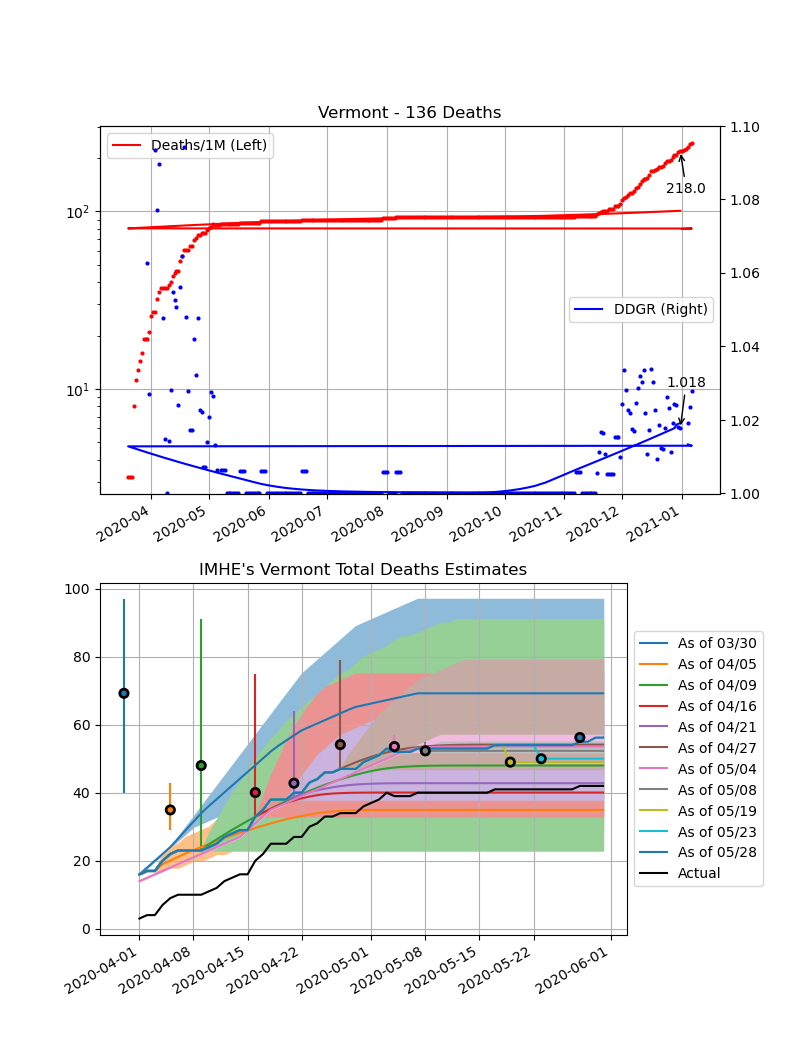 Vermont - 136 Deaths
Deaths/1M (Left)
DDGR (Right)
218.0
1.018
10²
10¹
1.10
1.08
1.06
1.04
1.02
1.00
2020-04
2020-05
2020-06
2020-07
2020-08
2020-09
2020-10
2020-11
2020-12
2021-01
IMHE's Vermont Total Deaths Estimates
100
80
60
40
20
0
2020-04-01
2020-04-08
2020-04-15
2020-04-22
2020-05-01
2020-05-08
2020-05-15
2020-05-22
2020-06-01
As of 03/30
As of 04/05
As of 04/09
As of 04/16
As of 04/21
As of 04/27
As of 05/04
As of 05/08
As of 05/19
As of 05/23
As of 05/28
Actual